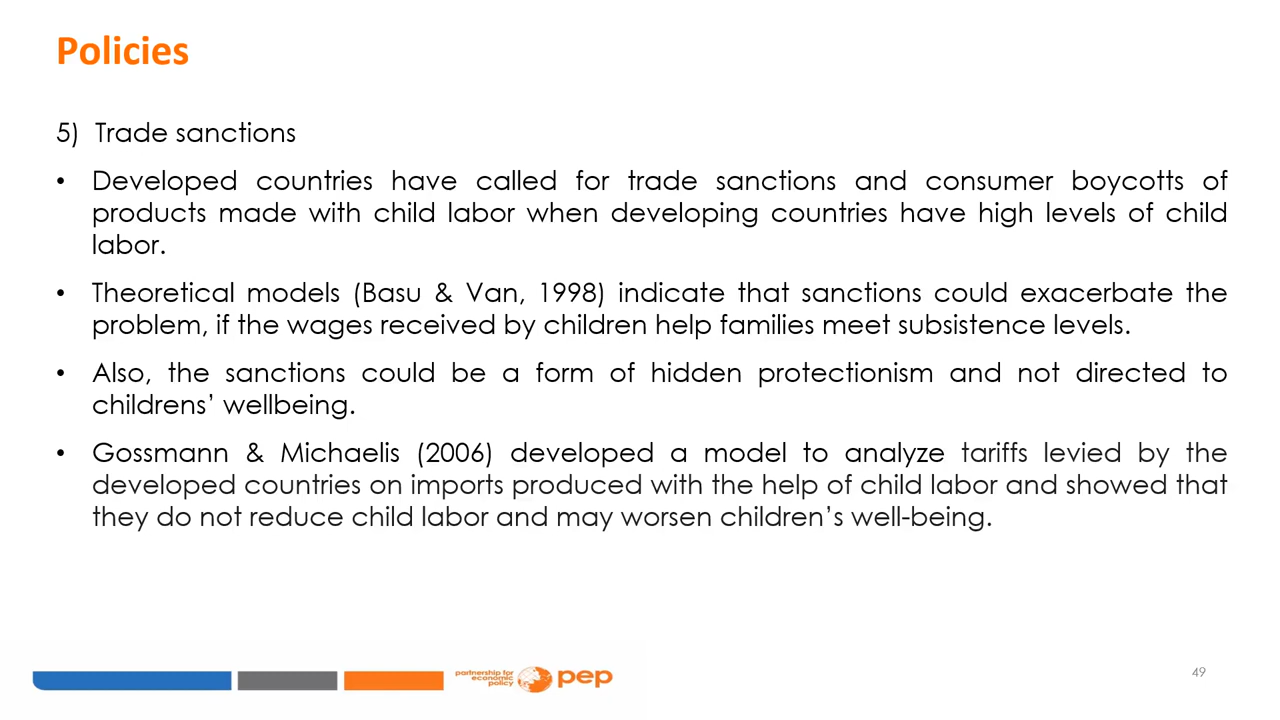 Policies
5) Trade sanctions
• Developed countries have called for trade sanctions and consumer boycotts of
products made with child labor when developing countries have high levels of child
labor.
• Theoretical models (Basu & Van, 1998) indicate that sanctions could exacerbate the
problem, if the wages received by children help families meet subsistence levels.
• Also, the sanctions could be a form of hidden protectionism and not directed to
childrens’ wellbeing.
• Gossmann & Michaelis (2006) developed a model to analyze tariffs levied by the
developed countries on imports produced with the help of child labor and showed that
they do not reduce child labor and may worsen children’s well-being.
partnership for
economic
policy
pep
49